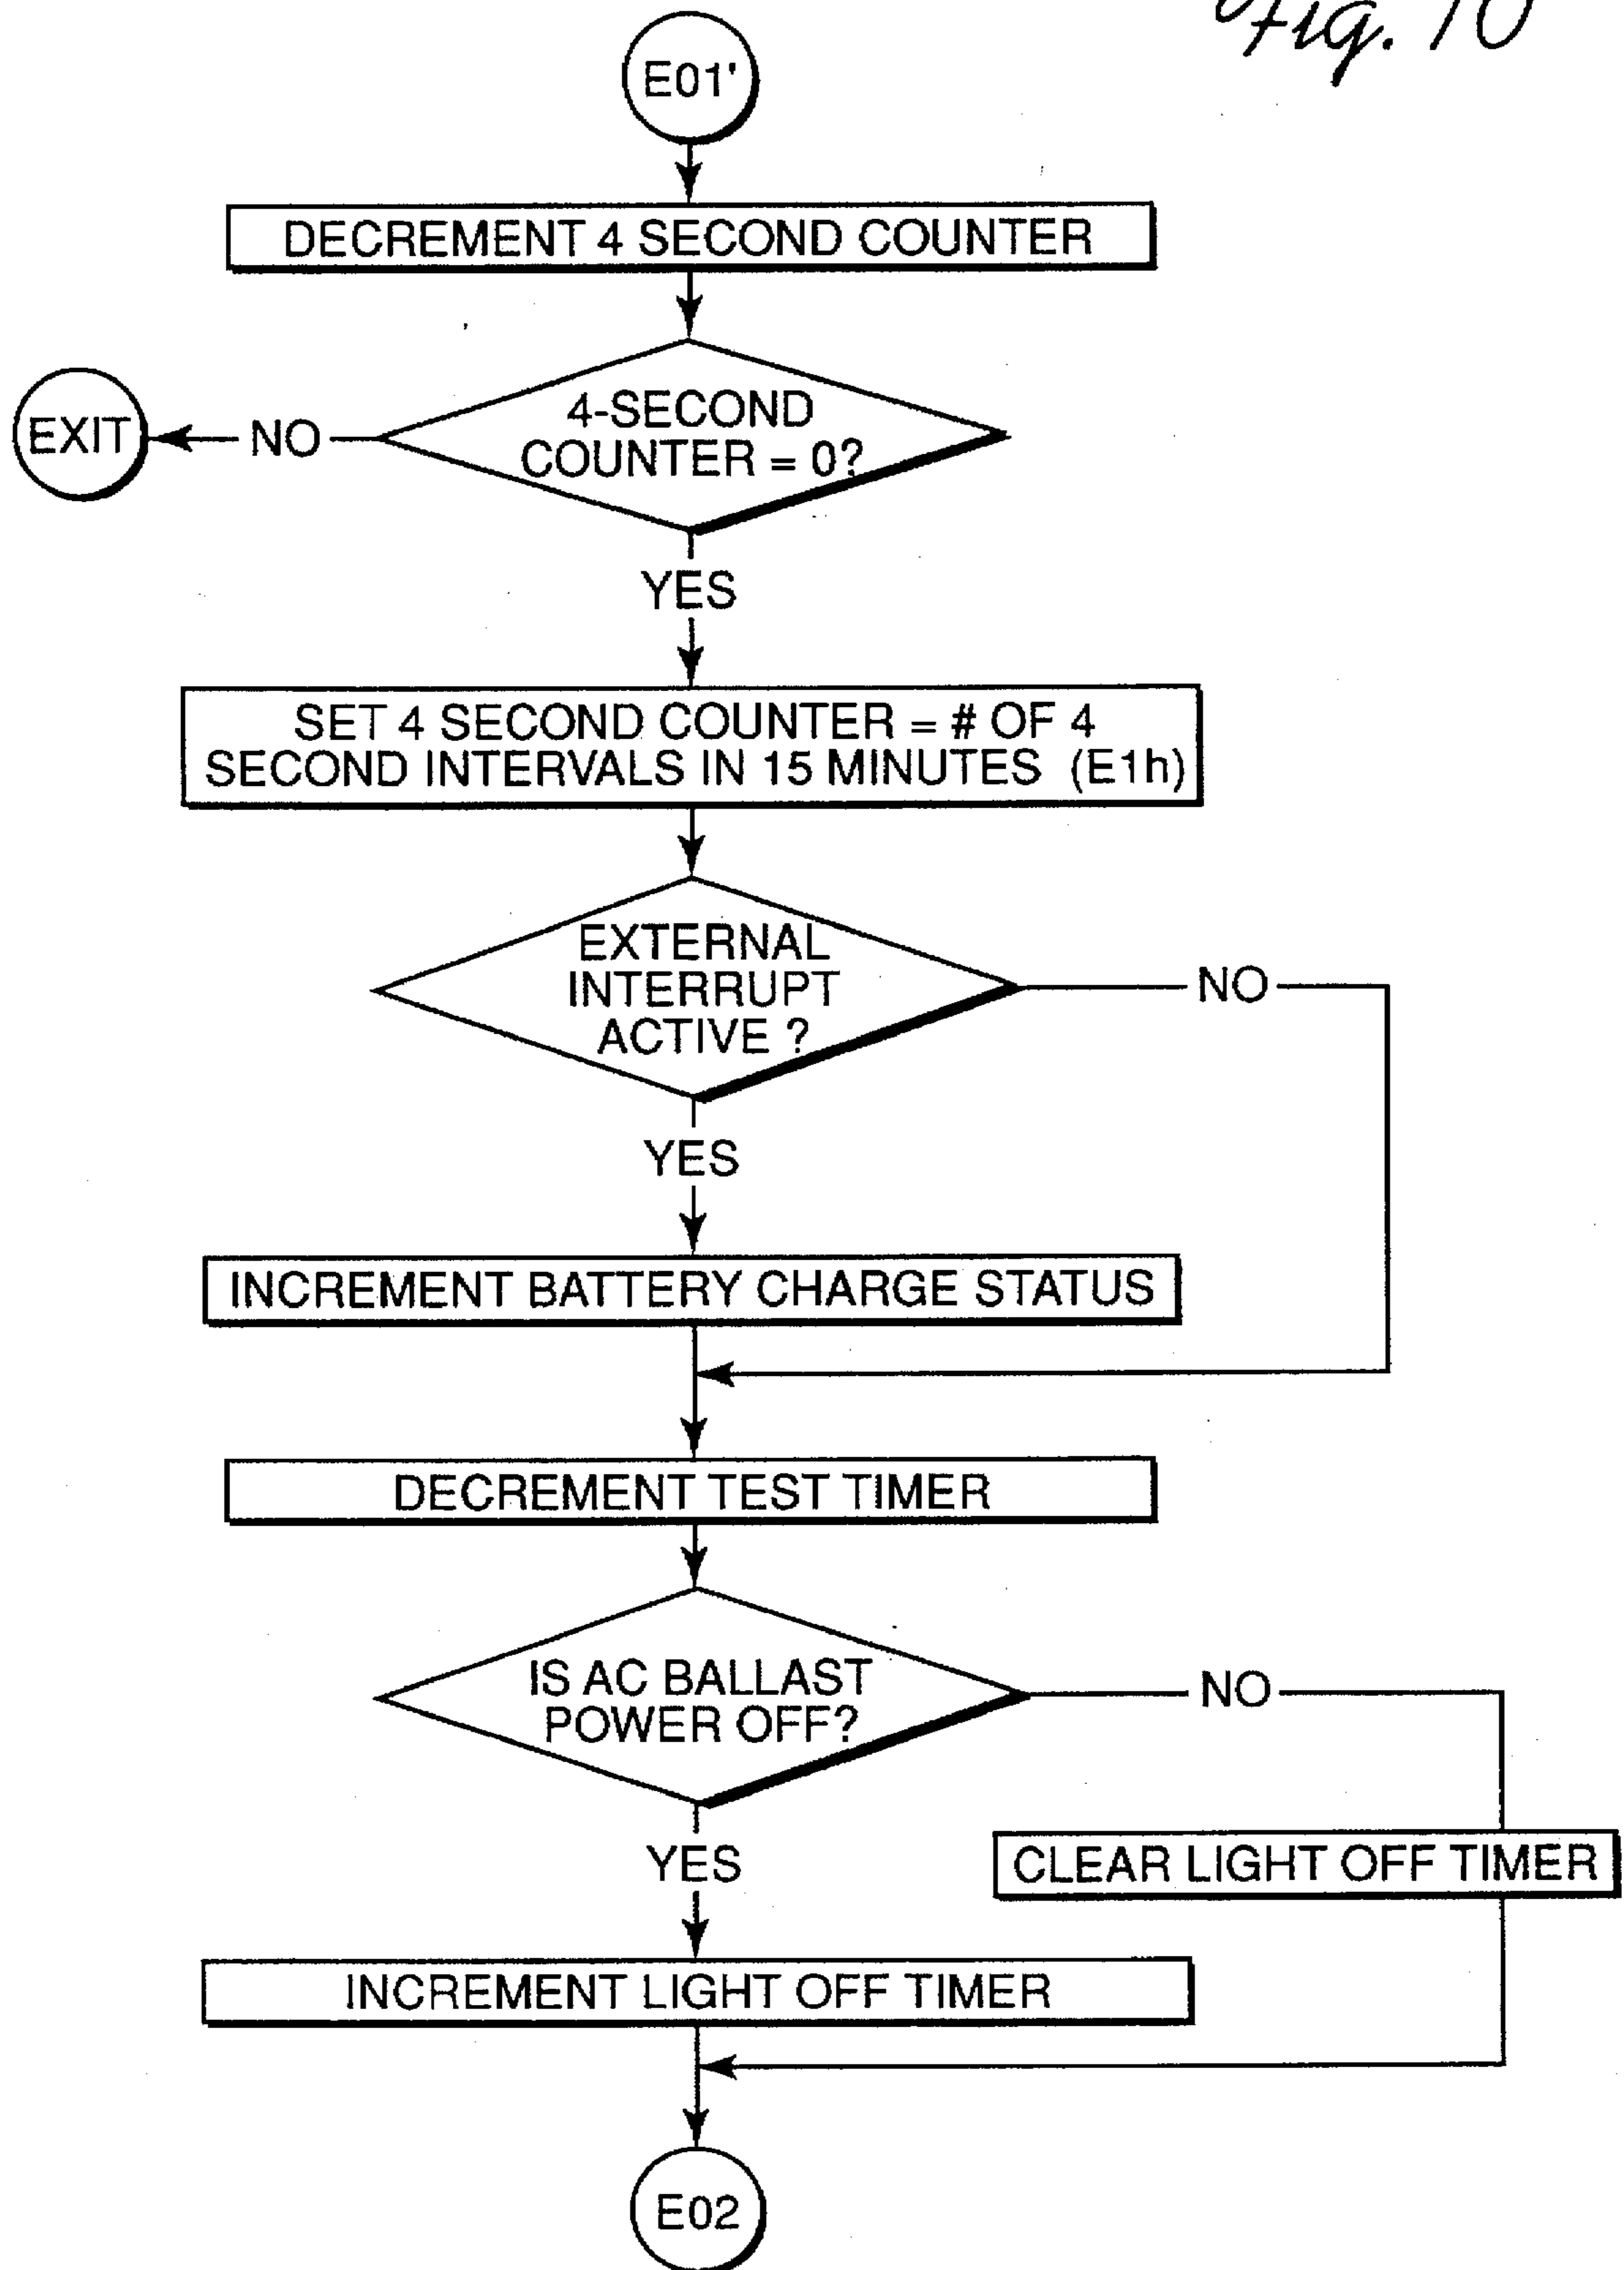 Fig. 10
E01'
DECREMENT 4 SECOND COUNTER
4-SECOND
COUNTER = 0?
NO
EXIT
YES
SET 4 SECOND COUNTER = # OF 4
SECOND INTERVALS IN 15 MINUTES (E1h)
EXTERNAL
INTERRUPT
ACTIVE ?
NO
YES
INCREMENT BATTERY CHARGE STATUS
DECREMENT TEST TIMER
IS AC BALLAST
POWER OFF?
NO
YES
CLEAR LIGHT OFF TIMER
INCREMENT LIGHT OFF TIMER
E02